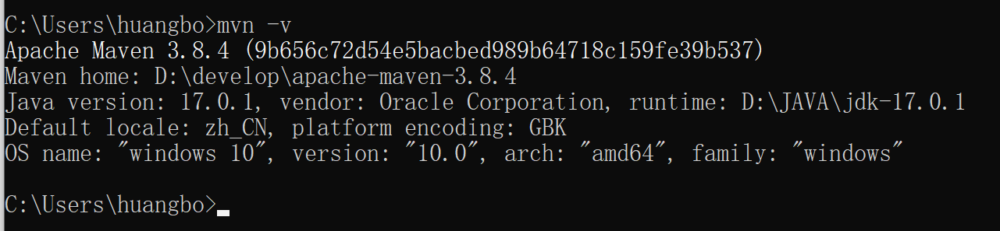 C:\Users\huangbo>mvn -v
Apache Maven 3.8.4 (9b656c72d54e5bacbed989b64718c159fe39b537)
Maven home: D:\develop\apache-maven-3.8.4
Java version: 17.0.1, vendor: Oracle Corporation, runtime: D:\JAVA\jdk-17.0.1
Default locale: zh_CN, platform encoding: GBK
OS name: "windows 10", version: "10.0", arch: "amd64", family: "windows"
C:\Users\huangbo>